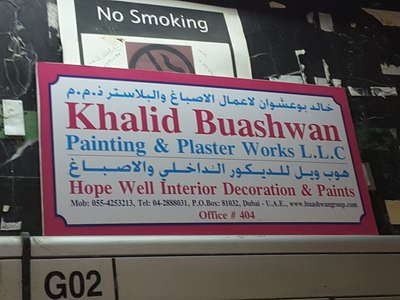 No Smoking
خالد بوعشوان لاعمال الاصباغ والبلاستر ذ.م.م
Khalid Buashwan
Painting & Plaster Works L.L.C
هوب ويل للديكور الداخلي والاصباغ
Hope Well Interior Decoration & Paints
Mob: 055-4253213, Tel: 04-2888031, P.O.Box: 81032, Dubai - U.A.E., www.buashwangroup.com
Office # 404
G02